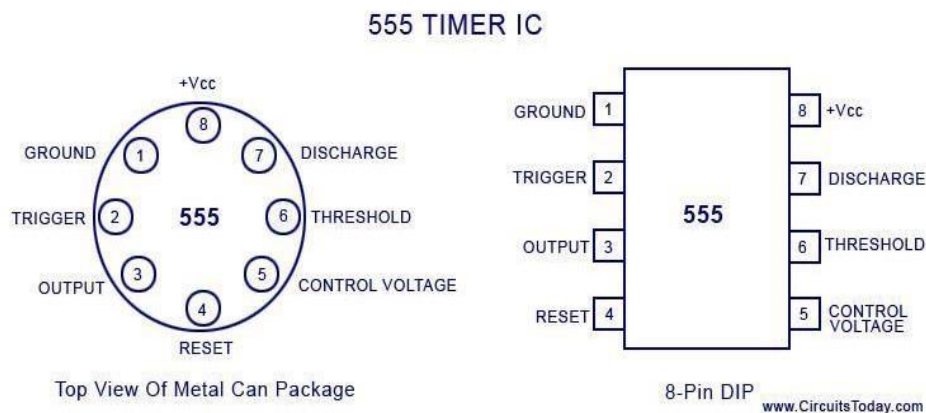 555 TIMER IC
+Vcc
8
GROUND 1 7 DISCHARGE
TRIGGER 2 555 6 THRESHOLD
OUTPUT 3 5 CONTROL VOLTAGE
4
RESET
Top View Of Metal Can Package
GROUND 1 8 +Vcc
TRIGGER 2 7 DISCHARGE
555
OUTPUT 3 6 THRESHOLD
RESET 4 5 CONTROL
VOLTAGE
8-Pin DIP
www.CircuitsToday.com